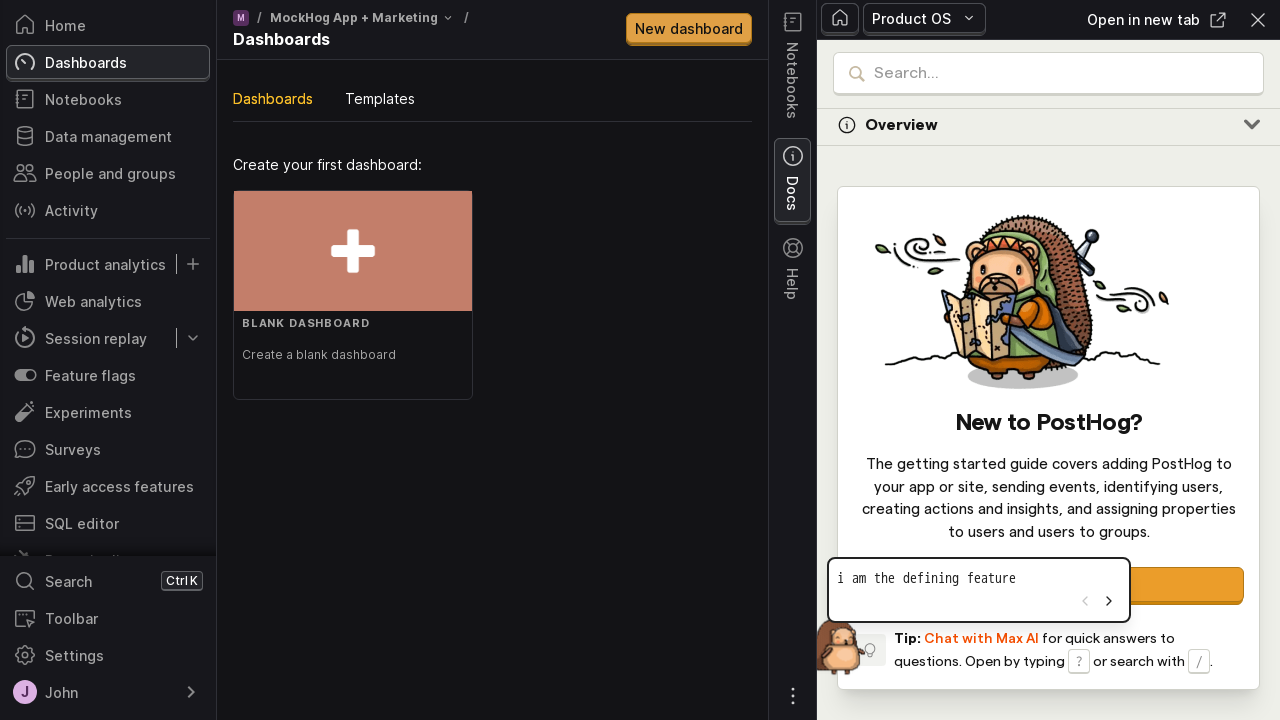 Home
Dashboards
Notebooks
Data management
People and groups
Activity
Product analytics
Web analytics
Session replay
Feature flags
Experiments
Surveys
Early access features
SQL editor
Search Ctrl K
Toolbar
Settings
J John
M / MockHog App + Marketing /
Dashboards
New dashboard
Dashboards Templates
Create your first dashboard:
BLANK DASHBOARD
Create a blank dashboard
Notebooks
Docs
Help
Product OS
Open in new tab
Search...
Overview
New to PostHog?
The getting started guide covers adding PostHog to
your app or site, sending events, identifying users,
creating actions and insights, and assigning properties
to users and users to groups.
i am the defining feature
Tip: Chat with Max AI for quick answers to
questions. Open by typing ? or search with / .